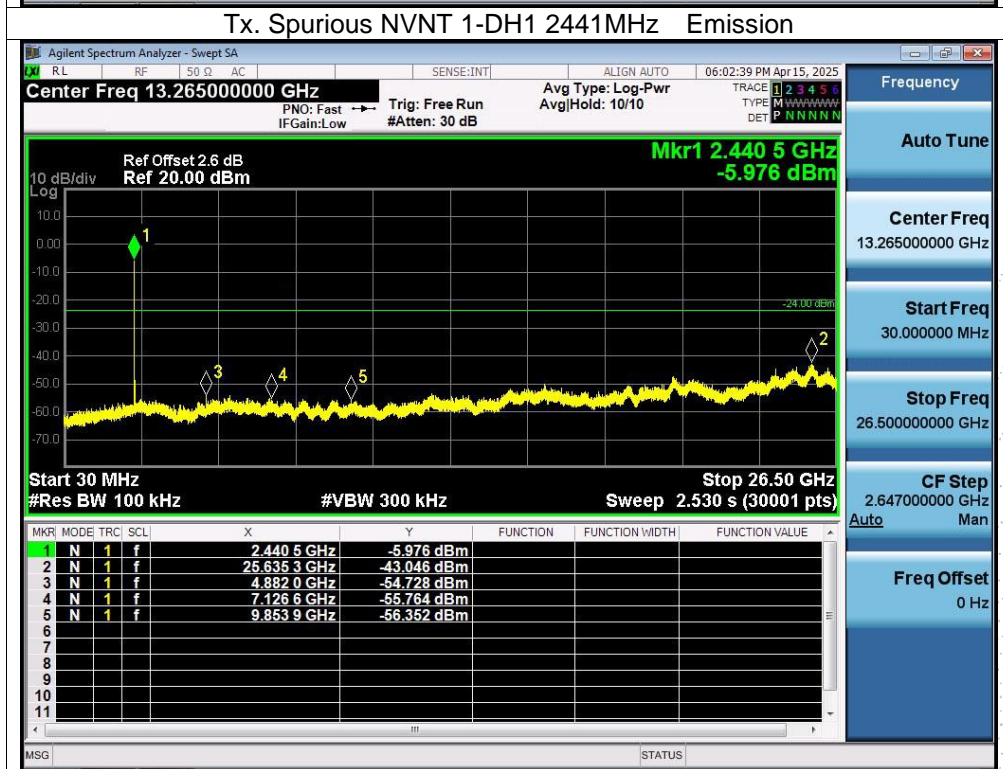 Tx. Spurious NVNT 1-DH1 2441MHz Emission
Agilent Spectrum Analyzer - Swept SA
LXI RL RF 50 Ω AC SENSE:INT ALIGN AUTO 06:02:39 PM Apr 15, 2025
Center Freq 13.265000000 GHz
PNO: Fast
IFGain:Low
Trig: Free Run
#Atten: 30 dB
Avg Type: Log-Pwr
Avg|Hold: 10/10
TRACE 1 2 3 4 5 6
TYPE M WWWWW
DET P N N N N N
Mkr1 2.440 5 GHz
-5.976 dBm
Ref Offset 2.6 dB
10 dB/div Ref 20.00 dBm
Log
10.0
0.00
-10.0
-20.0
-30.0
-40.0
-50.0
-60.0
-70.0
-24.00 dBm
1
2
3
4
5
Start 30 MHz Stop 26.50 GHz
#Res BW 100 kHz #VBW 300 kHz Sweep 2.530 s (30001 pts)
MKR MODE TRC SCL X Y FUNCTION FUNCTION WIDTH FUNCTION VALUE
1 N 1 f 2.440 5 GHz -5.976 dBm
2 N 1 f 25.635 3 GHz -43.046 dBm
3 N 1 f 4.882 0 GHz -54.728 dBm
4 N 1 f 7.126 6 GHz -55.764 dBm
5 N 1 f 9.853 9 GHz -56.352 dBm
6
7
8
9
10
11
MSG STATUS
Frequency
Auto Tune
Center Freq
13.265000000 GHz
Start Freq
30.000000 MHz
Stop Freq
26.500000000 GHz
CF Step
2.647000000 GHz
Auto Man
Freq Offset
0 Hz